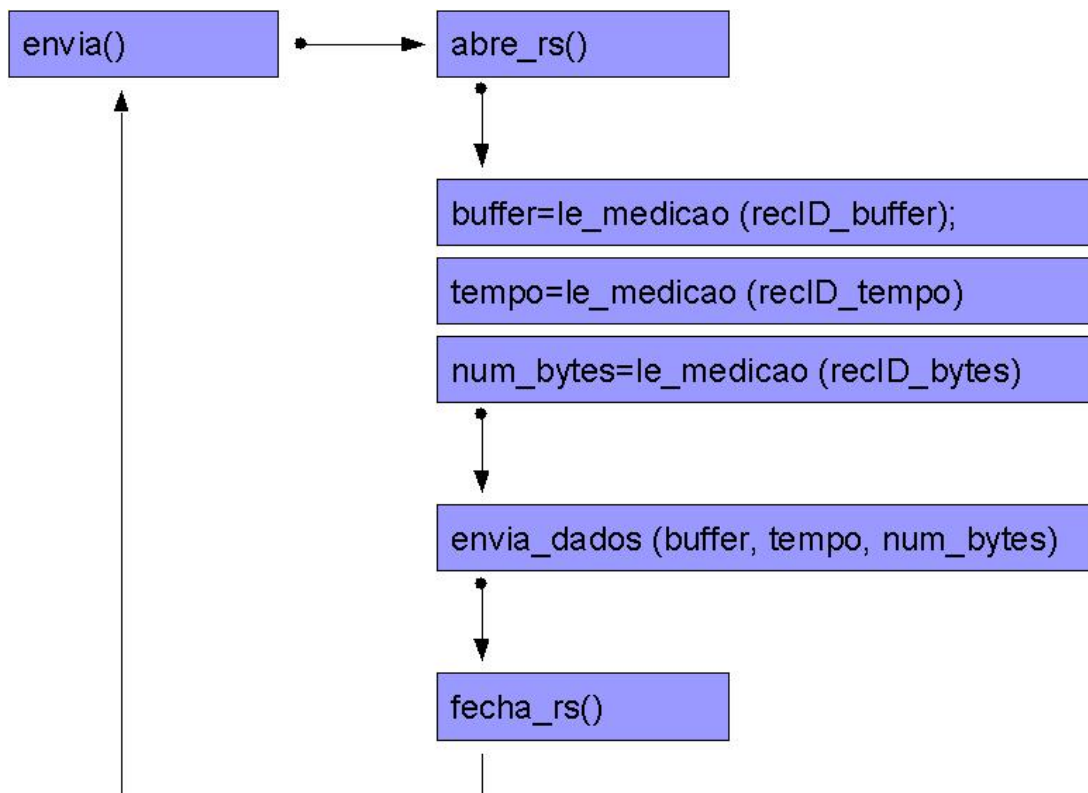 envia()
abre_rs()
buffer=le_medicao (recID_buffer);
tempo=le_medicao (recID_tempo)
num_bytes=le_medicao (recID_bytes)
envia_dados (buffer, tempo, num_bytes)
fecha_rs()